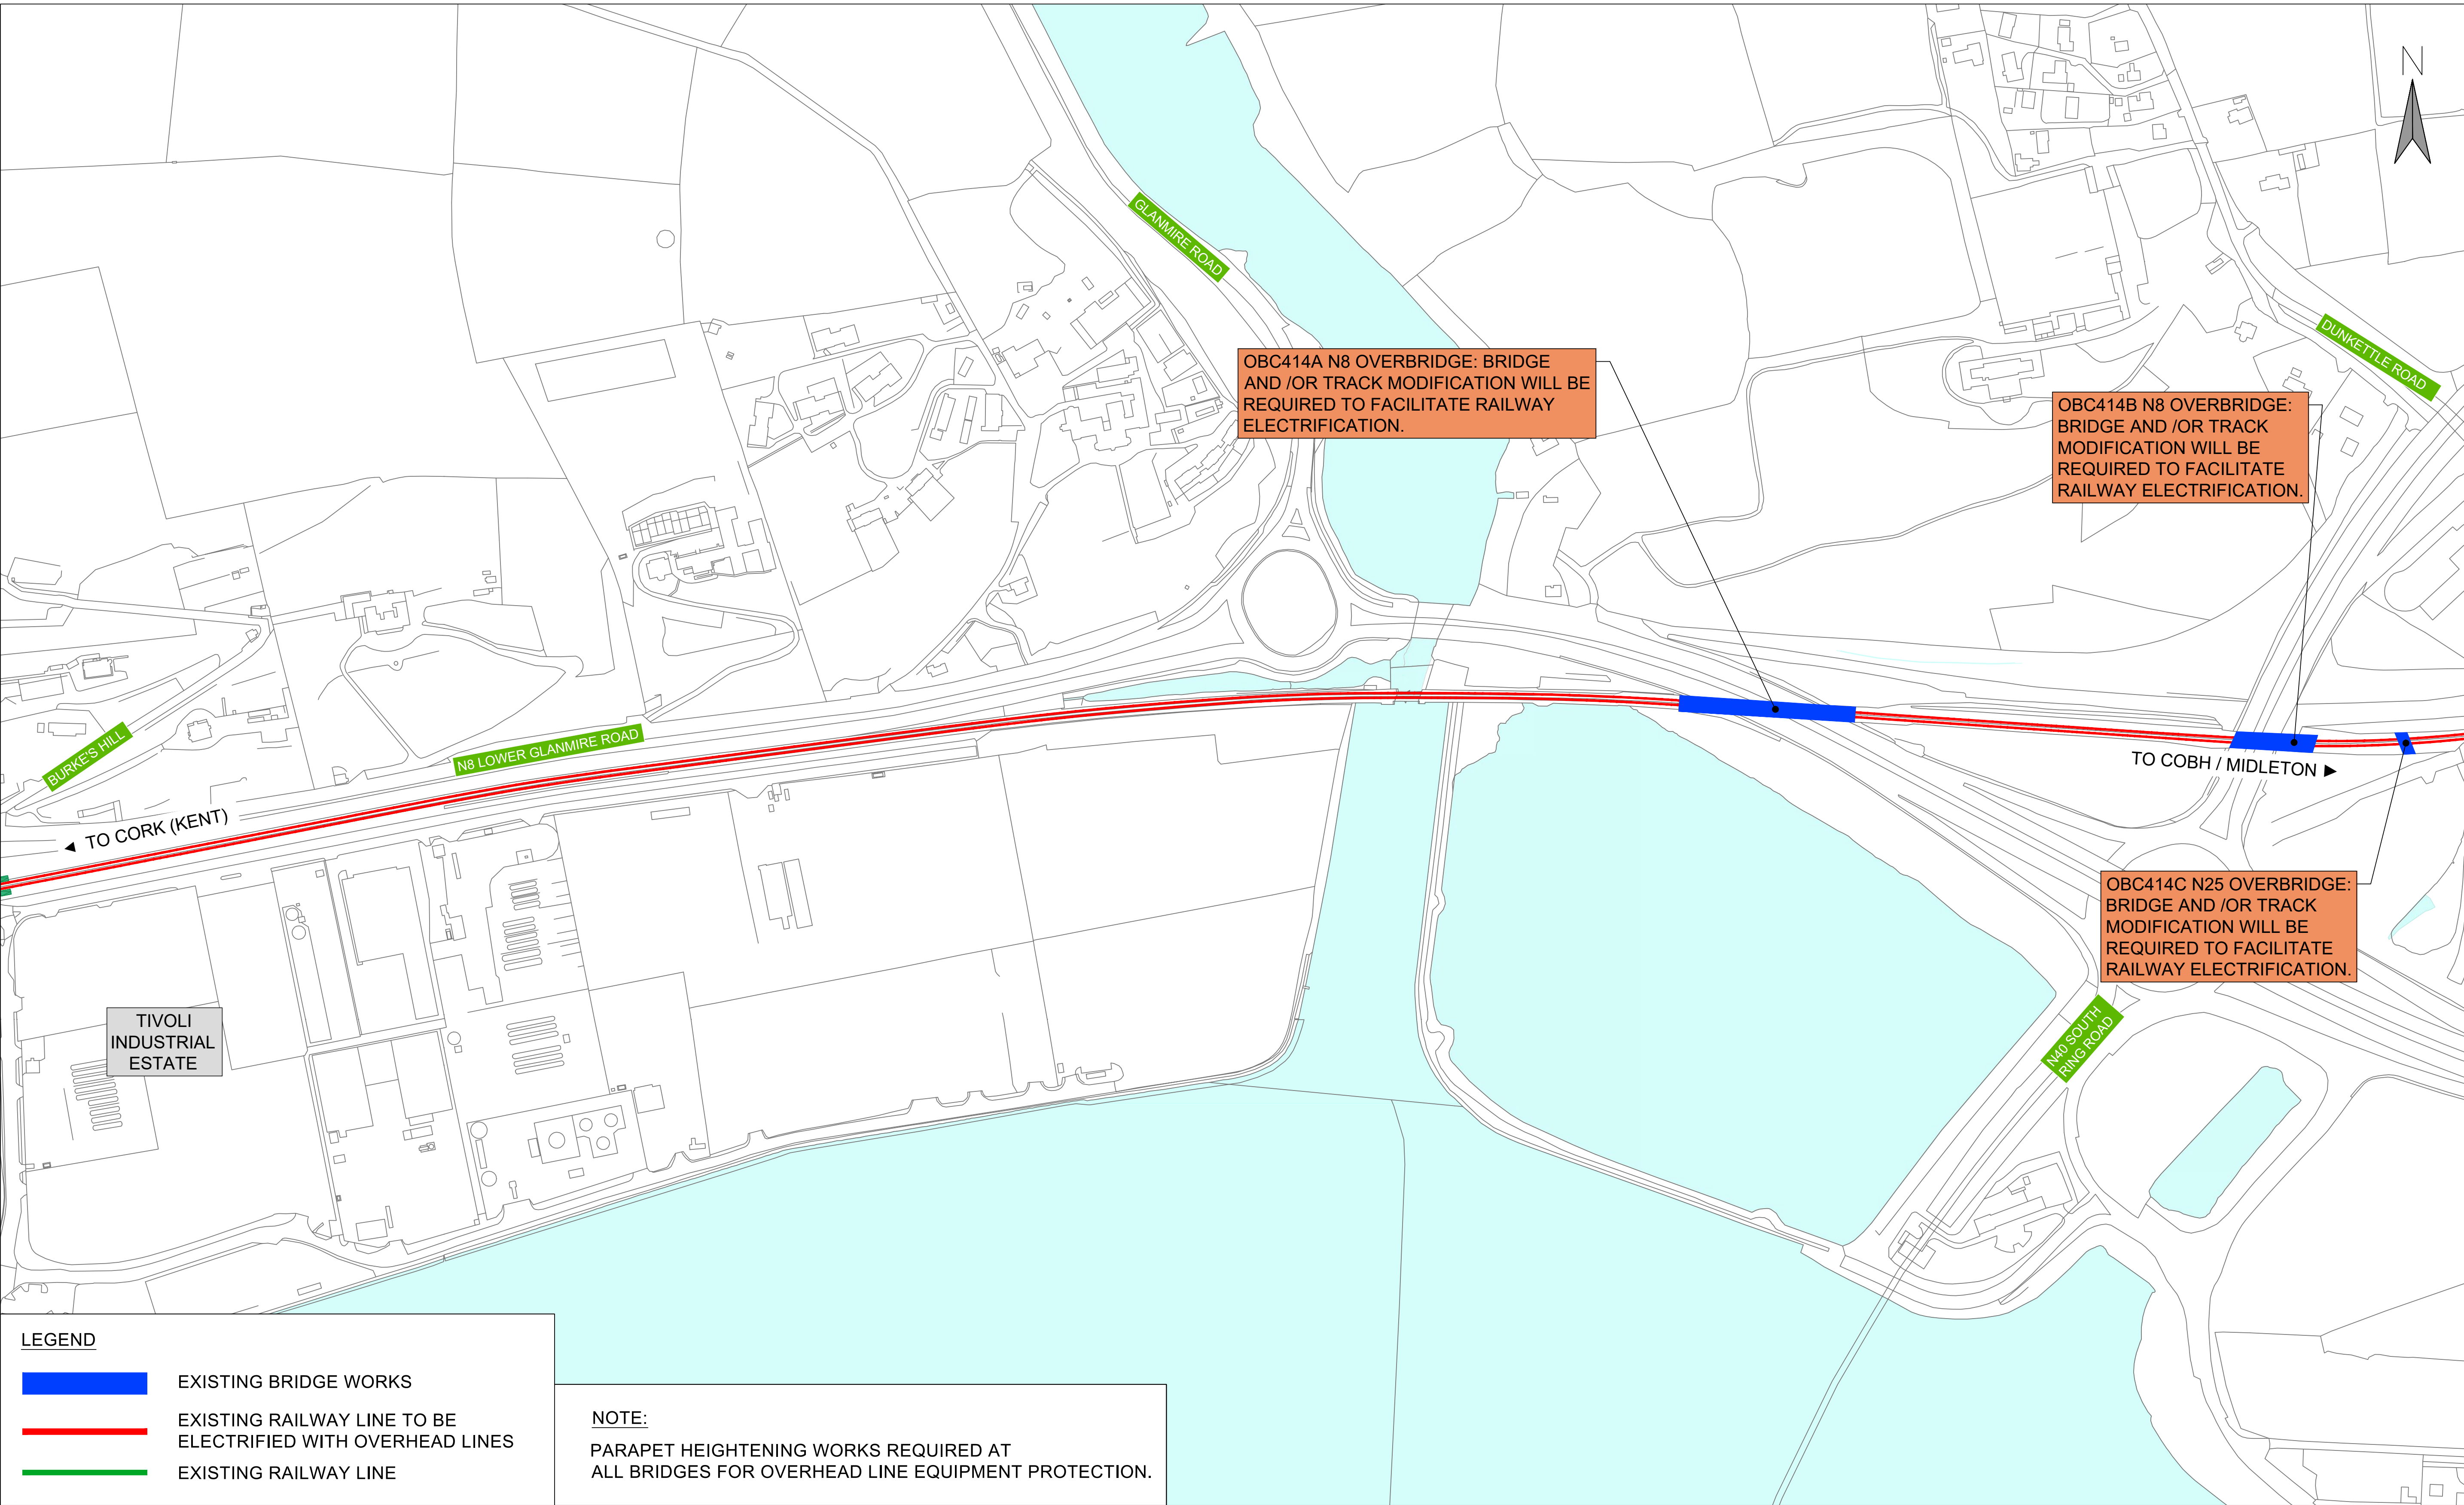 N
GLANMIRE ROAD
DUNKETTLE ROAD
OBC414A N8 OVERBRIDGE: BRIDGE
AND /OR TRACK MODIFICATION WILL BE
REQUIRED TO FACILITATE RAILWAY
ELECTRIFICATION.
OBC414B N8 OVERBRIDGE:
BRIDGE AND /OR TRACK
MODIFICATION WILL BE
REQUIRED TO FACILITATE
RAILWAY ELECTRIFICATION.
BURKE'S HILL
N8 LOWER GLANMIRE ROAD
TO COBH / MIDLETON ►
◄ TO CORK (KENT)
OBC414C N25 OVERBRIDGE:
BRIDGE AND /OR TRACK
MODIFICATION WILL BE
REQUIRED TO FACILITATE
RAILWAY ELECTRIFICATION.
TIVOLI
INDUSTRIAL
ESTATE
N40 SOUTH
RING ROAD
LEGEND
EXISTING BRIDGE WORKS
EXISTING RAILWAY LINE TO BE
ELECTRIFIED WITH OVERHEAD LINES
EXISTING RAILWAY LINE
NOTE:
PARAPET HEIGHTENING WORKS REQUIRED AT
ALL BRIDGES FOR OVERHEAD LINE EQUIPMENT PROTECTION.